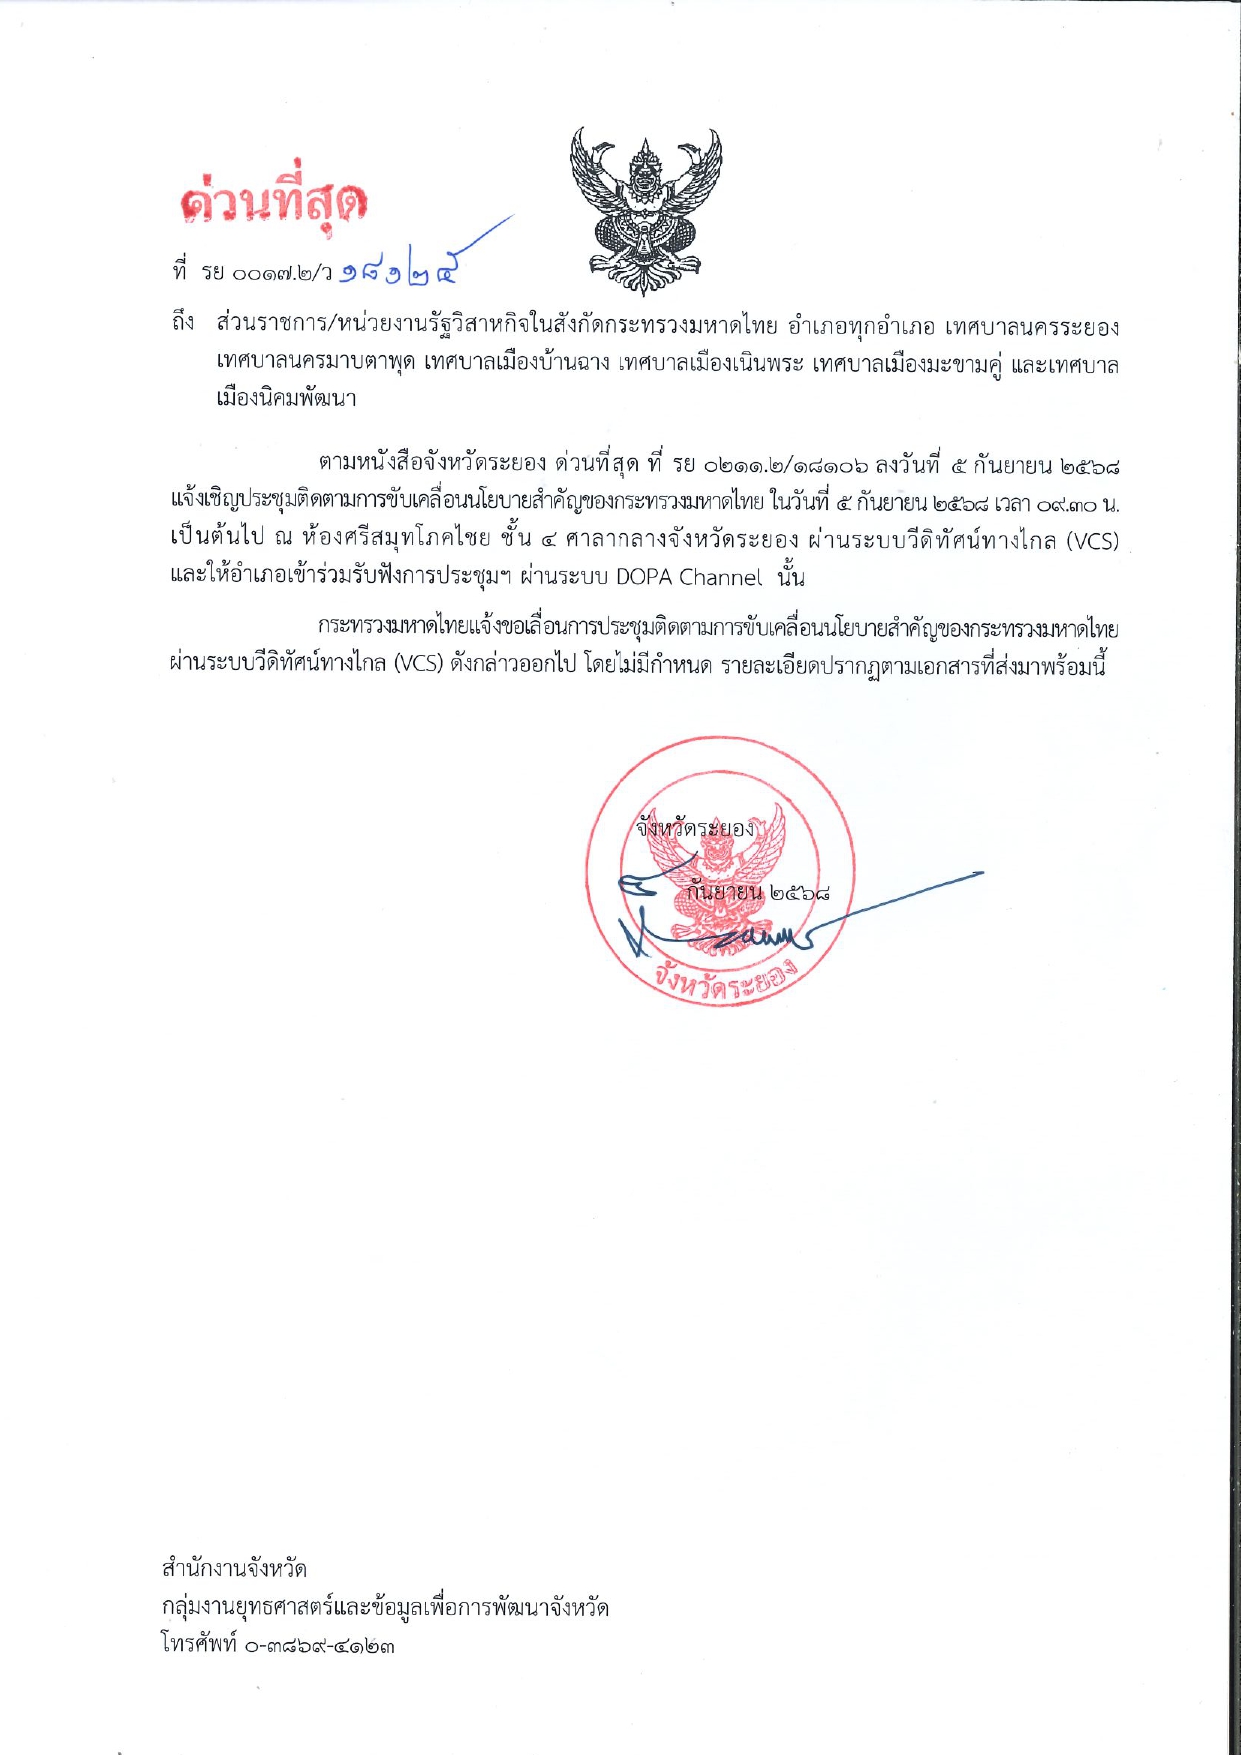 ด่วนที่สุด
ที่ รย ๐๐๑๗.๒/ว ๑๘๑๒๕
ถึง ส่วนราชการ/หน่วยงานรัฐวิสาหกิจในสังกัดกระทรวงมหาดไทย อำเภอทุกอำเภอ เทศบาลนครระยอง
เทศบาลนครมาบตาพุด เทศบาลเมืองบ้านฉาง เทศบาลเมืองเนินพระ เทศบาลเมืองมะขามคู่ และเทศบาล
เมืองนิคมพัฒนา
ตามหนังสือจังหวัดระยอง ด่วนที่สุด ที่ รย ๐๒๑๑.๒/๑๘๑๐๖ ลงวันที่ ๕ กันยายน ๒๕๖๘
แจ้งเชิญประชุมติดตามการขับเคลื่อนนโยบายสำคัญของกระทรวงมหาดไทย ในวันที่ ๕ กันยายน ๒๕๖๘ เวลา ๐๙.๓๐ น.
เป็นต้นไป ณ ห้องศรีสมุทโภคไชย ชั้น ๔ ศาลากลางจังหวัดระยอง ผ่านระบบวีดิทัศน์ทางไกล (VCS)
และให้อำเภอเข้าร่วมรับฟังการประชุมฯ ผ่านระบบ DOPA Channel นั้น
กระทรวงมหาดไทยแจ้งขอเลื่อนการประชุมติดตามการขับเคลื่อนนโยบายสำคัญของกระทรวงมหาดไทย
ผ่านระบบวีดิทัศน์ทางไกล (VCS) ดังกล่าวออกไป โดยไม่มีกำหนด รายละเอียดปรากฏตามเอกสารที่ส่งมาพร้อมนี้
จังหวัดระยอง
๕ กันยายน ๒๕๖๘
จังหวัดระยอง
สำนักงานจังหวัด
กลุ่มงานยุทธศาสตร์และข้อมูลเพื่อการพัฒนาจังหวัด
โทรศัพท์ ๐-๓๘๖๙-๔๑๒๓